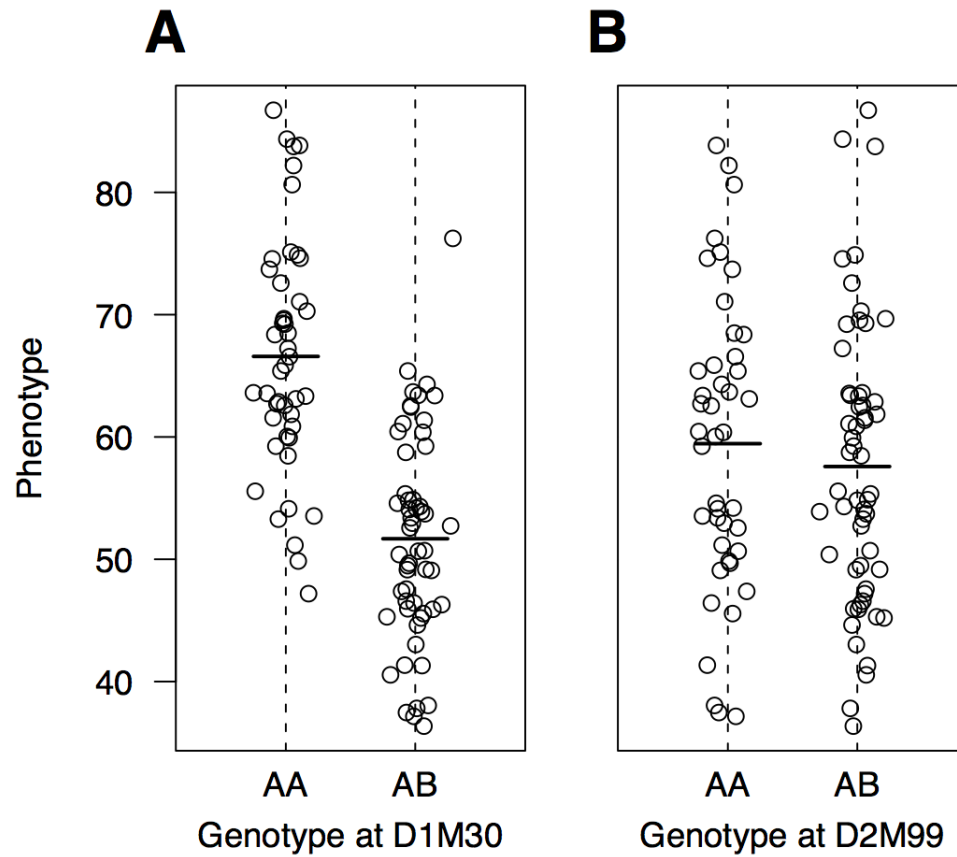 A
B
Phenotype
80
70
60
50
40
AA
AB
AA
AB
Genotype at D1M30
Genotype at D2M99